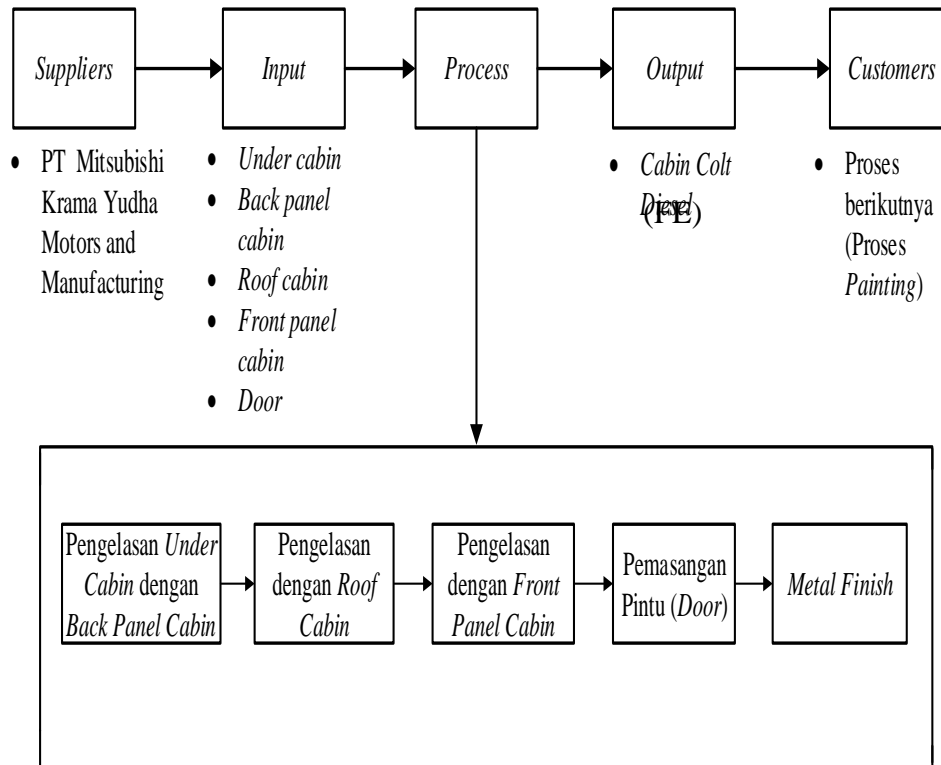 Suppliers
Input
Process
Output
Customers
• PT Mitsubishi
Krama Yudha
Motors and
Manufacturing
• Under cabin
• Back panel
cabin
• Roof cabin
• Front panel
cabin
• Door
• Cabin Colt
Diesel
(FE)
• Proses
berikutnya
(Proses
Painting)
Pengelasan Under
Cabin dengan
Back Panel Cabin
Pengelasan
dengan Roof
Cabin
Pengelasan
dengan Front
Panel Cabin
Pemasangan
Pintu (Door)
Metal Finish